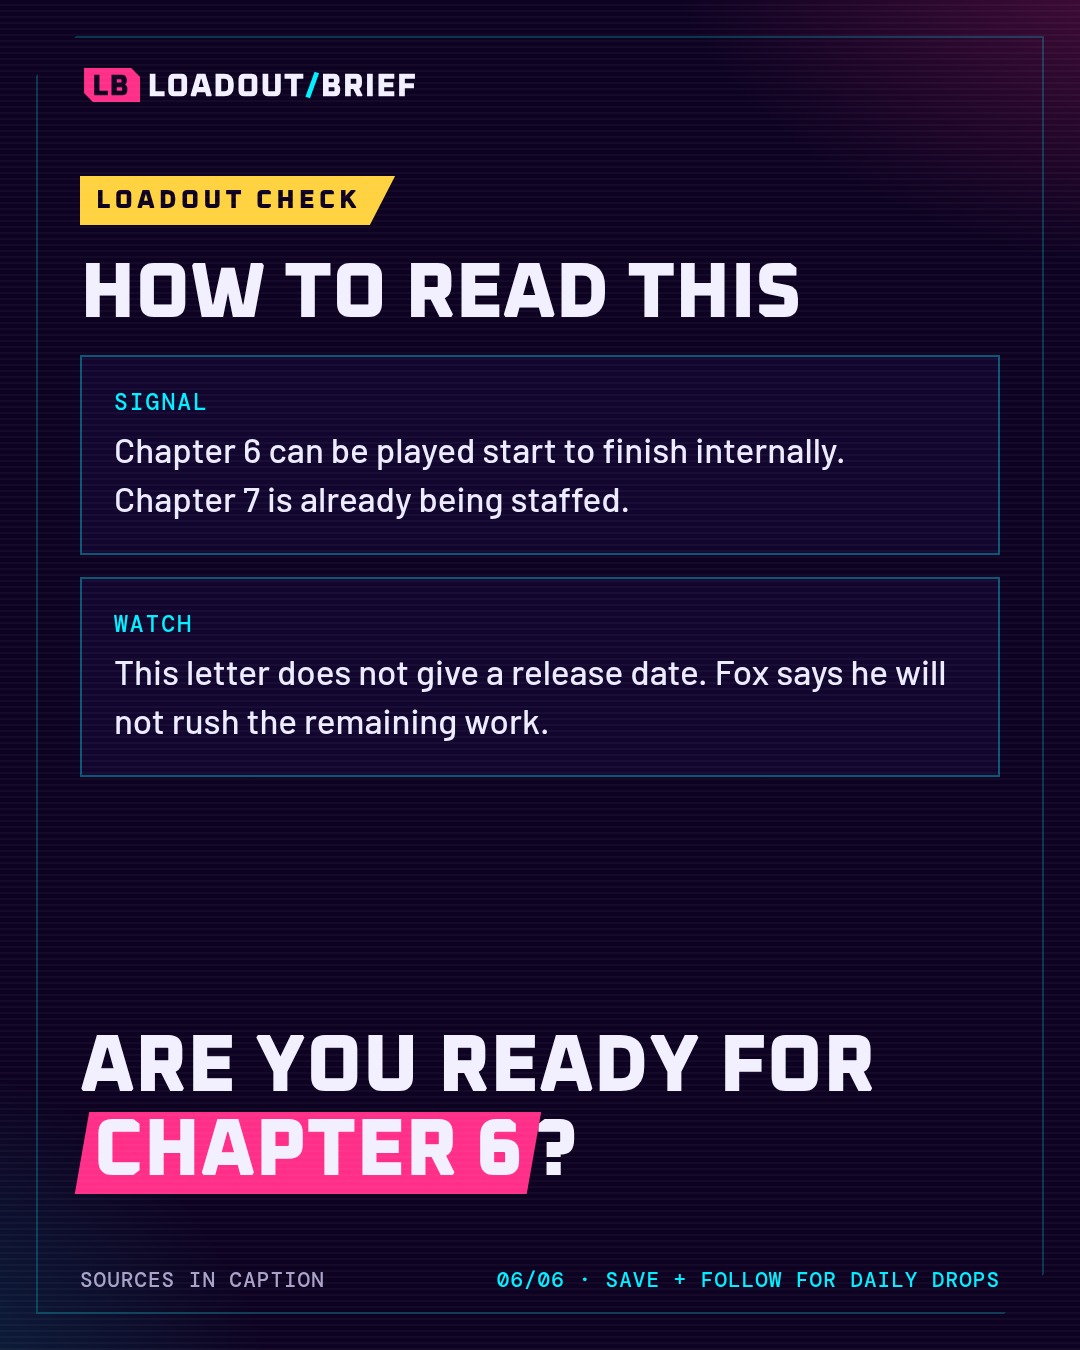 LB LOADOUT/BRIEF
LOADOUT CHECK
HOW TO READ THIS
SIGNAL
Chapter 6 can be played start to finish internally.
Chapter 7 is already being staffed.
WATCH
This letter does not give a release date. Fox says he will
not rush the remaining work.
ARE YOU READY FOR
CHAPTER 6?
SOURCES IN CAPTION
06/06 · SAVE + FOLLOW FOR DAILY DROPS